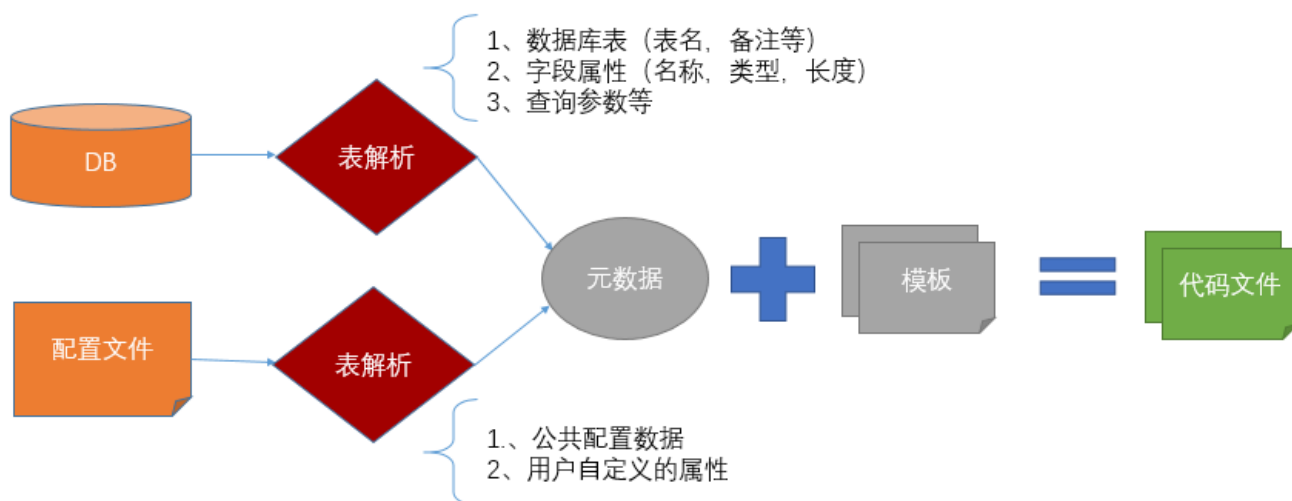 1、数据库表（表名，备注等）
2、字段属性（名称，类型，长度）
3、查询参数等
DB
表解析
元数据
模板
代码文件
配置文件
表解析
1.、公共配置数据
2、用户自定义的属性